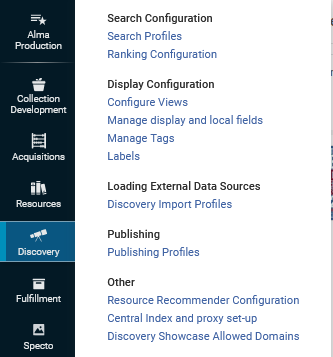 Alma
Production
Collection
Development
Acquisitions
Resources
Discovery
Fulfillment
Specto
Search Configuration
Search Profiles
Ranking Configuration
Display Configuration
Configure Views
Manage display and local fields
Manage Tags
Labels
Loading External Data Sources
Discovery Import Profiles
Publishing
Publishing Profiles
Other
Resource Recommender Configuration
Central Index and proxy set-up
Discovery Showcase Allowed Domains